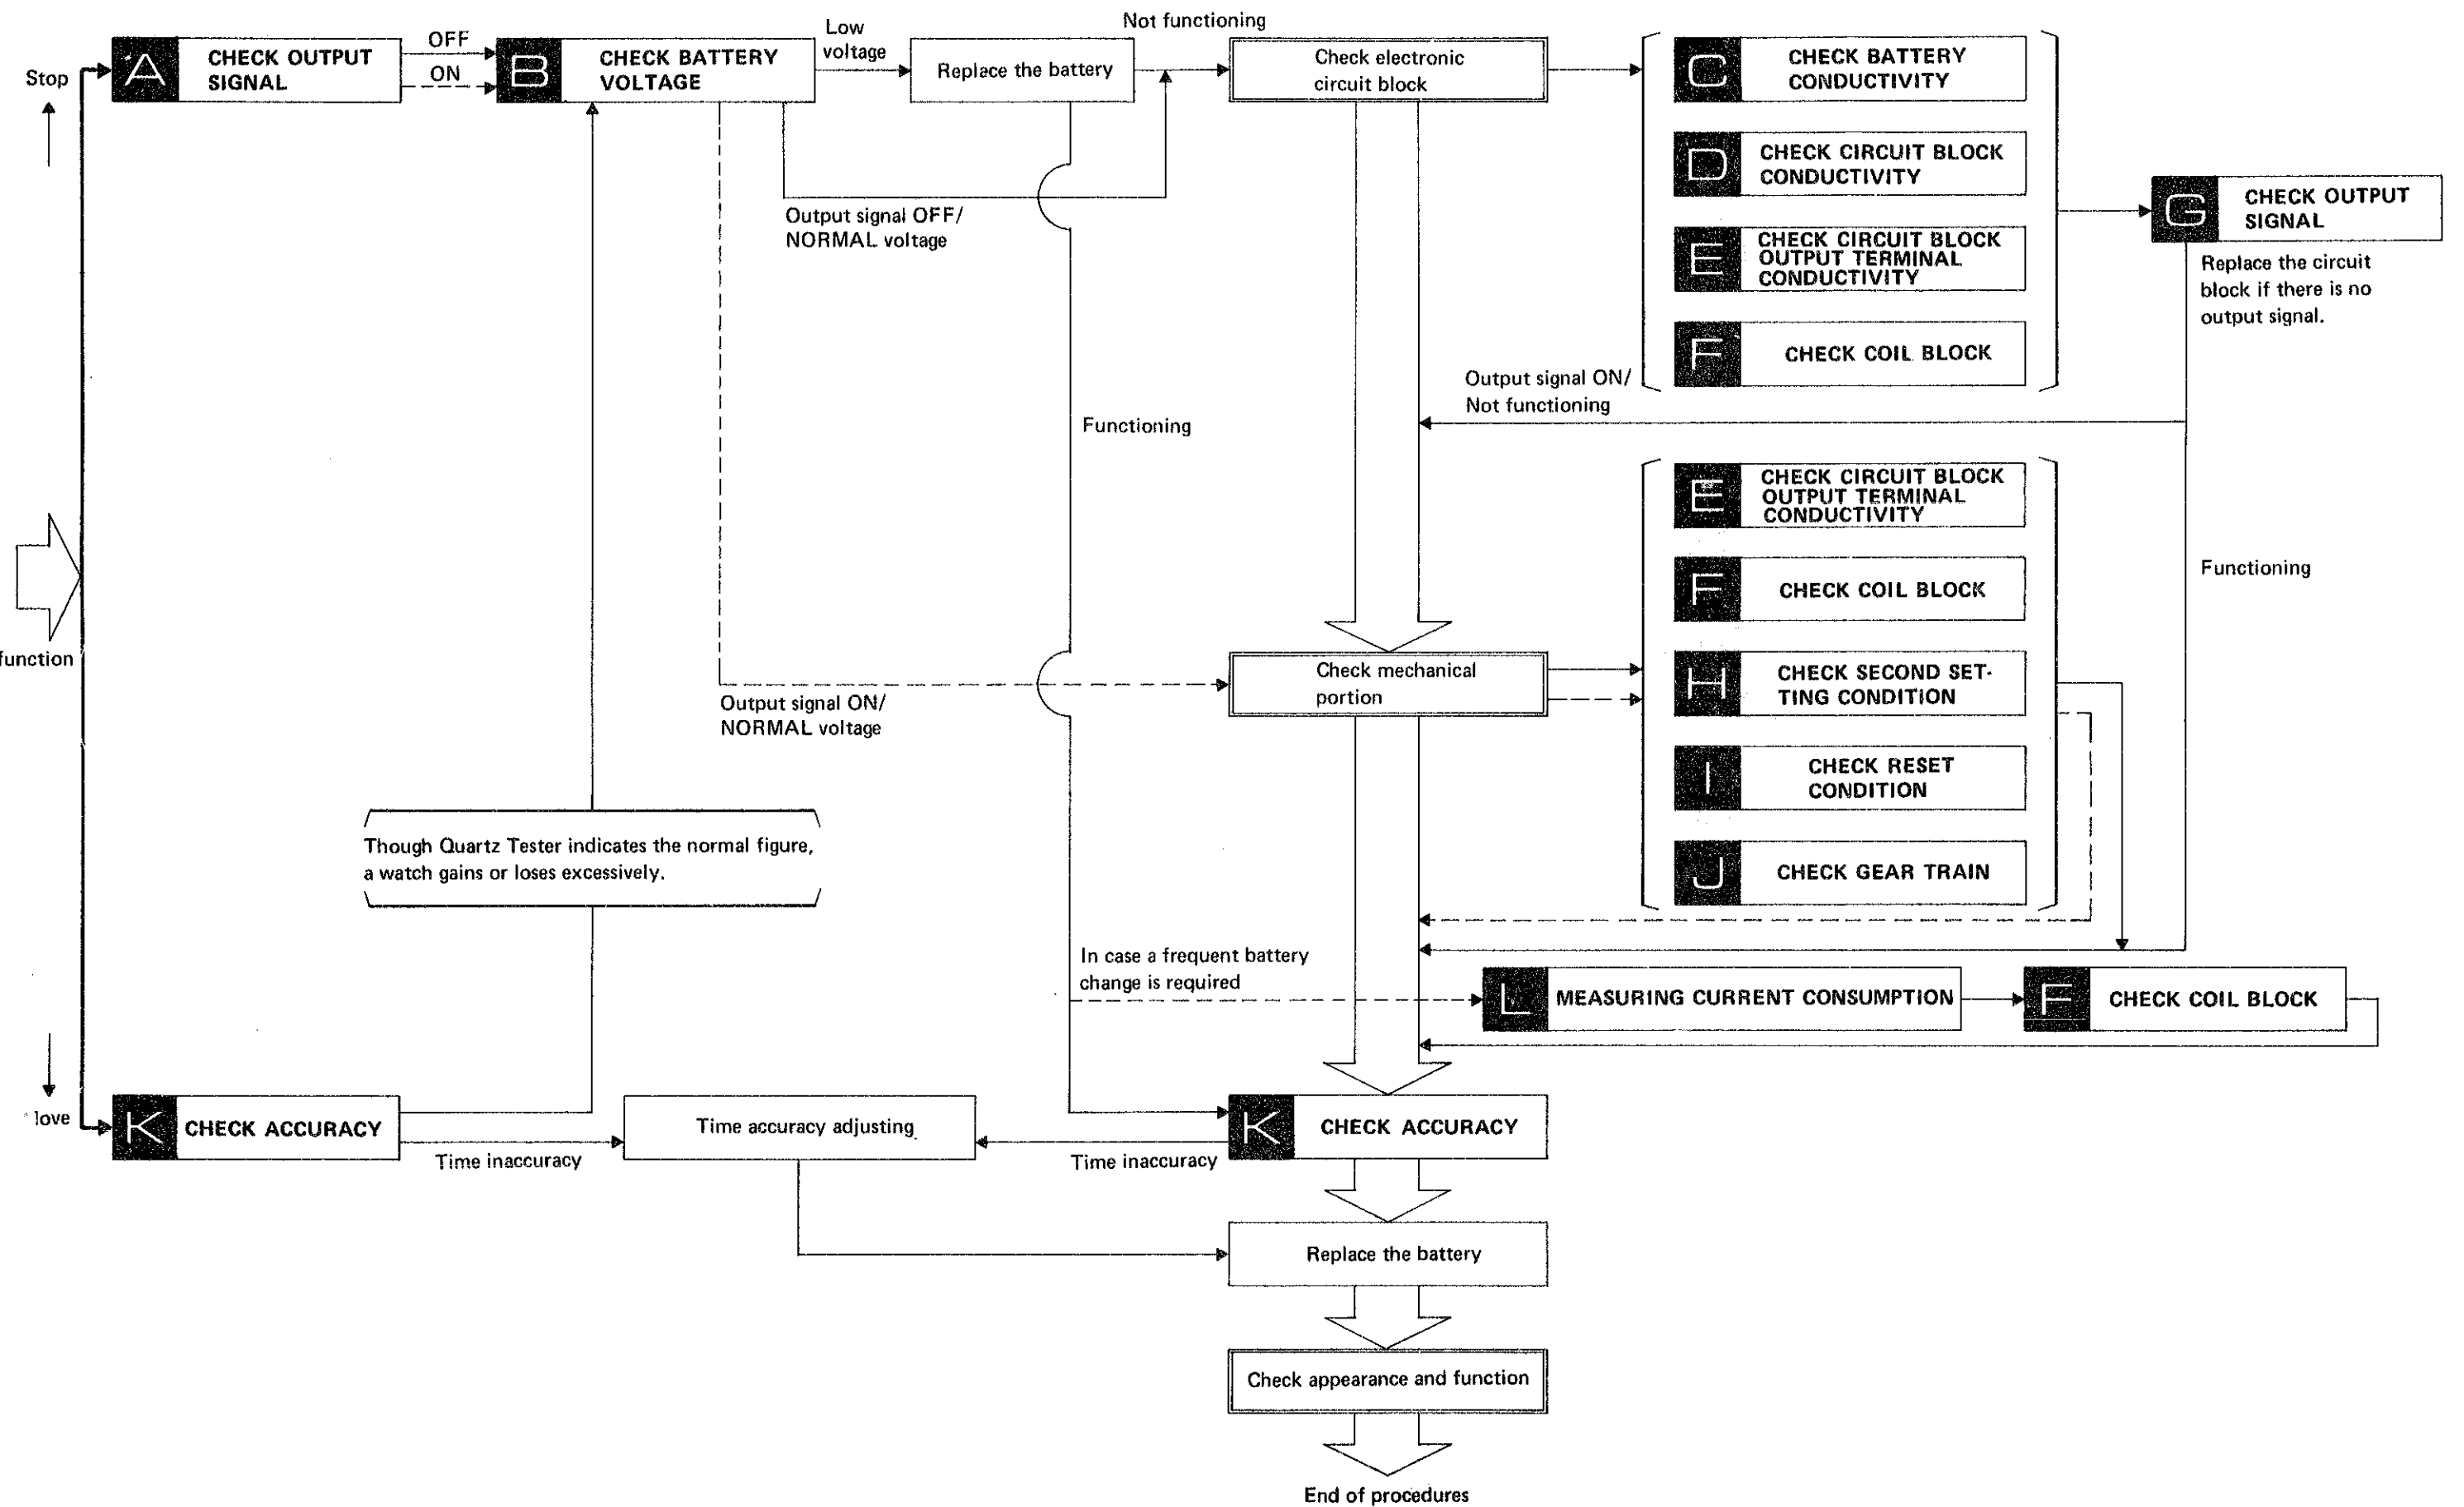 Stop
A
CHECK OUTPUT
SIGNAL
OFF
ON
B
CHECK BATTERY
VOLTAGE
Low
voltage
Replace the battery
Not functioning
Check electronic
circuit block
C
CHECK BATTERY
CONDUCTIVITY
D
CHECK CIRCUIT BLOCK
CONDUCTIVITY
E
CHECK CIRCUIT BLOCK
OUTPUT TERMINAL
CONDUCTIVITY
F
CHECK COIL BLOCK
G
CHECK OUTPUT
SIGNAL
Replace the circuit
block if there is no
output signal.
Output signal OFF/
NORMAL voltage
Functioning
Output signal ON/
Not functioning
E
CHECK CIRCUIT BLOCK
OUTPUT TERMINAL
CONDUCTIVITY
F
CHECK COIL BLOCK
H
CHECK SECOND SET-
TING CONDITION
I
CHECK RESET
CONDITION
J
CHECK GEAR TRAIN
Functioning
function
Check mechanical
portion
Output signal ON/
NORMAL voltage
Though Quartz Tester indicates the normal figure,
a watch gains or loses excessively.
In case a frequent battery
change is required
L
MEASURING CURRENT CONSUMPTION
F
CHECK COIL BLOCK
love
K
CHECK ACCURACY
Time inaccuracy
Time accuracy adjusting
Time inaccuracy
K
CHECK ACCURACY
Replace the battery
Check appearance and function
End of procedures